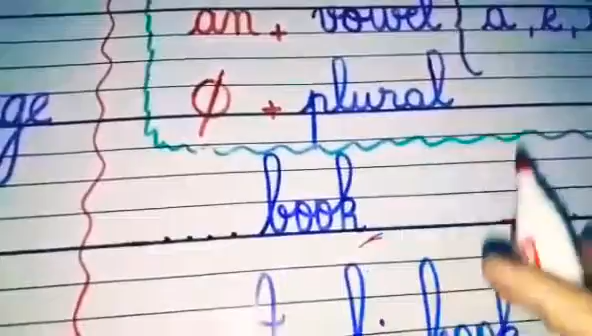 an + vowel { a, e,
ø + plural
ge
..... book
book